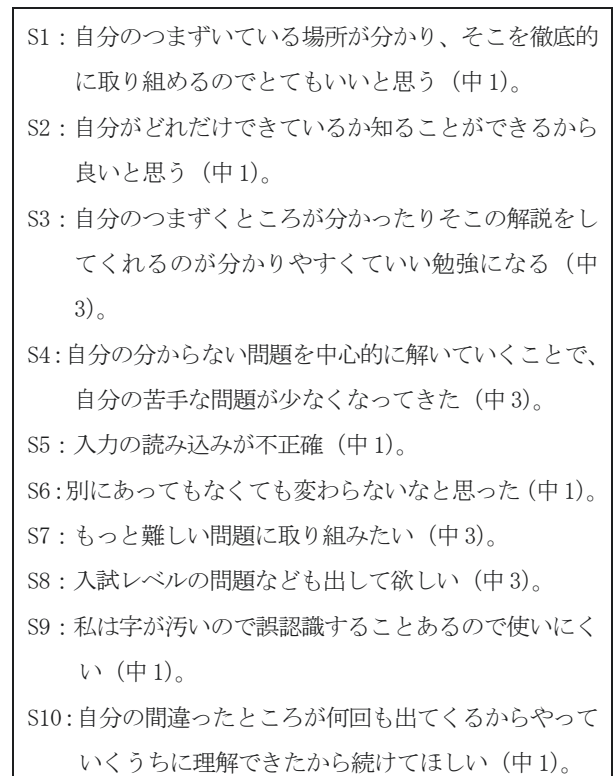 S1：自分のつまずいている場所が分かり、そこを徹底的
に取り組めるのでとてもいいと思う（中1）。
S2：自分がどれだけできているか知ることができるから
良いと思う（中1）。
S3：自分のつまずくところが分かったりそこの解説をし
てくれるのが分かりやすくていい勉強になる（中
3）。
S4：自分の分からない問題を中心的に解いていくことで、
自分の苦手な問題が少なくなってきた（中3）。
S5：入力の読み込みが不正確（中1）。
S6：別にあってもなくても変わらないなと思った（中1）。
S7：もっと難しい問題に取り組みたい（中3）。
S8：入試レベルの問題なども出して欲しい（中3）。
S9：私は字が汚いので誤認識することあるので使いにく
い（中1）。
S10：自分の間違ったところが何回も出てくるからやって
いくうちに理解できたから続けてほしい（中1）。